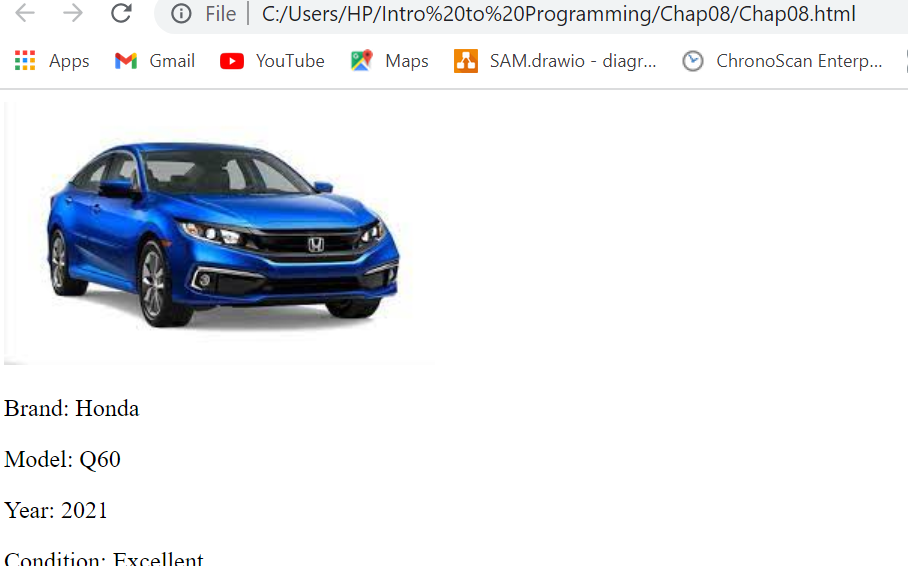 File C:/Users/HP/Intro%20to%20Programming/Chap08/Chap08.html
Apps Gmail YouTube Maps SAM.drawio - diagr... ChronoScan Enterp...
Brand: Honda
Model: Q60
Year: 2021
Condition: Excellent